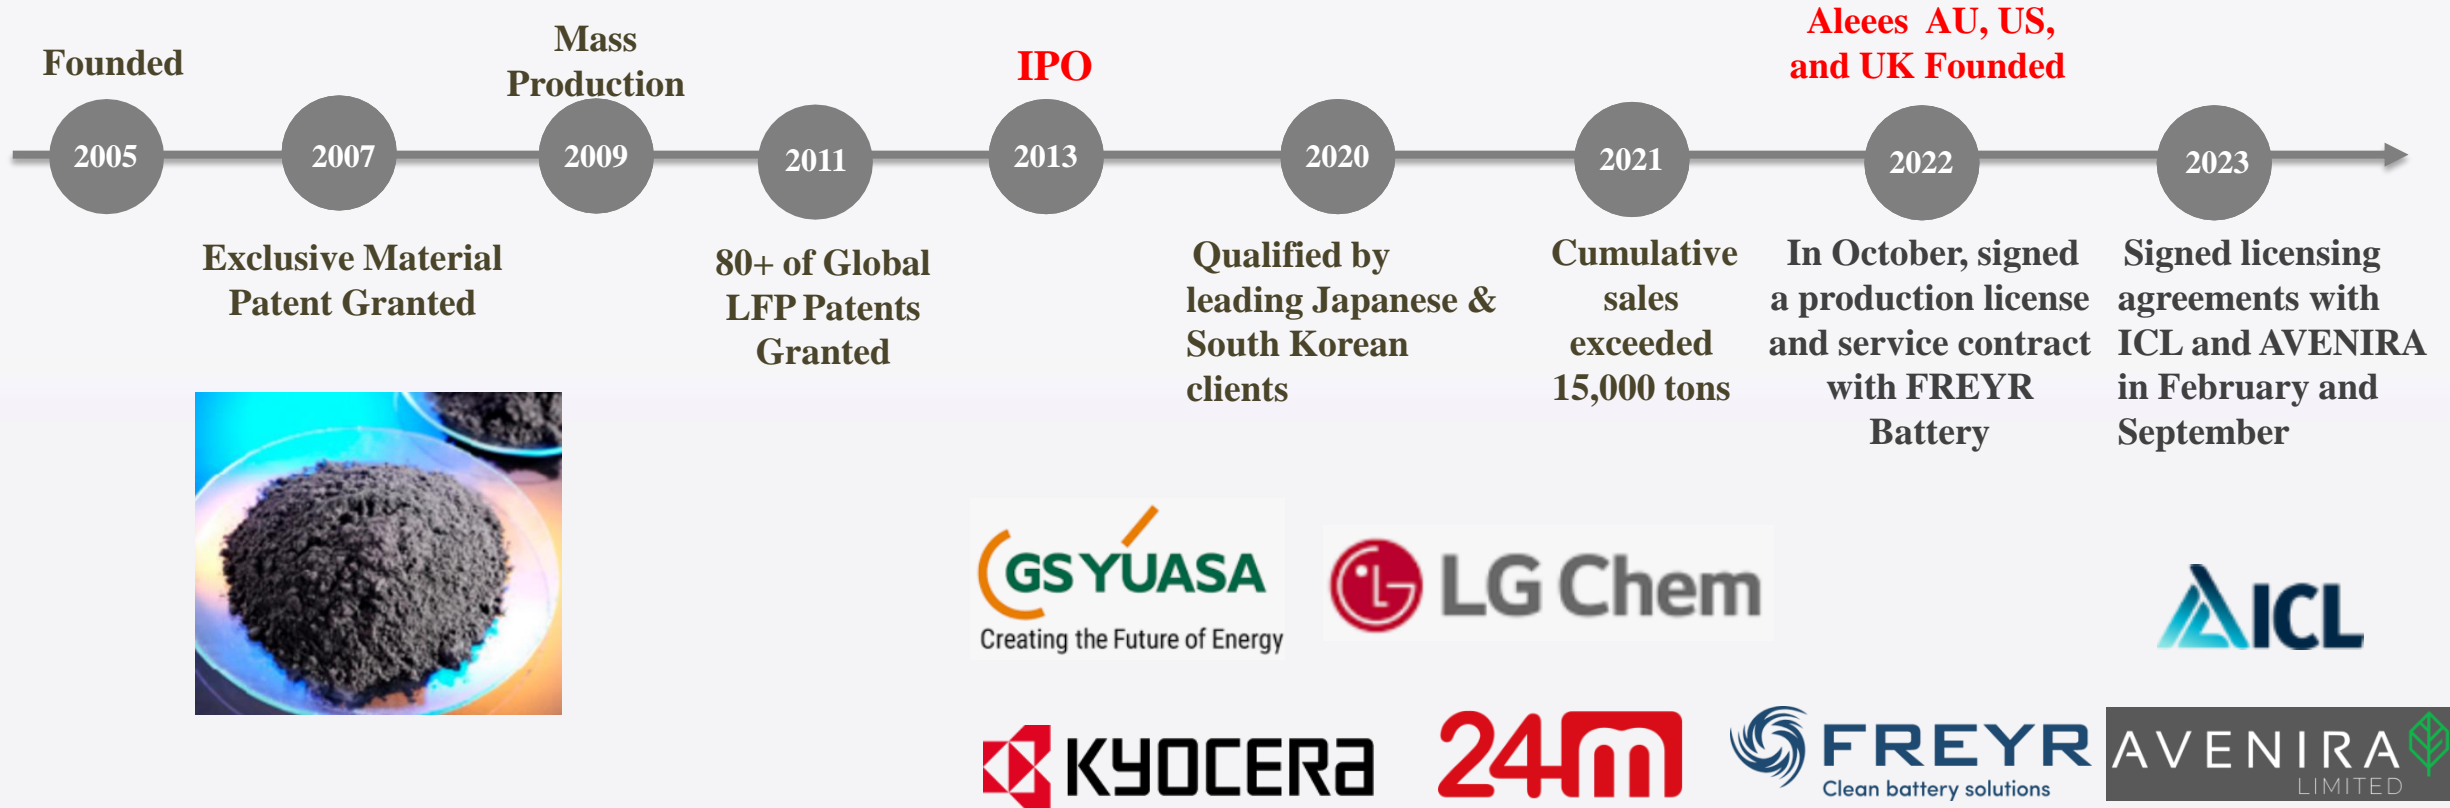 Founded
Mass
Production
IPO
Aleees AU, US,
and UK Founded
2005
2007
2009
2011
2013
2020
2021
2022
2023
Exclusive Material
Patent Granted
80+ of Global
LFP Patents
Granted
Qualified by
leading Japanese &
South Korean
clients
Cumulative
sales
exceeded
15,000 tons
In October, signed
a production license
and service contract
with FREYR
Battery
Signed licensing
agreements with
ICL and AVENIRA
in February and
September
GS YUASA
Creating the Future of Energy
LG Chem
ICL
KYOCERA
24m
FREYR
Clean battery solutions
AVENIRA
LIMITED